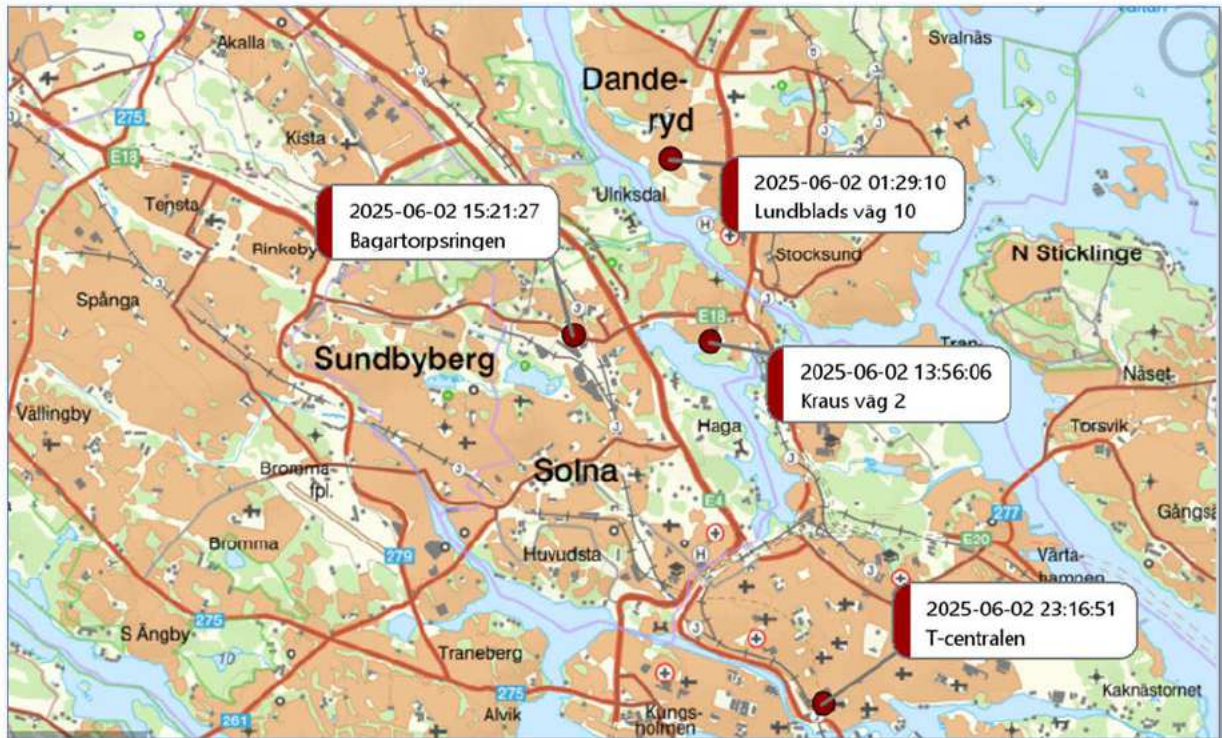 Akalla
Svalnäs
Dande-
ryd
275
Kista
E18
2025-06-02 01:29:10
Lundblads väg 10
Tensta
2025-06-02 15:21:27
Bagartorpsringen
Ulriksdal
H
Rinkeby
Stocksund
N Sticklinge
Spånga
E18
Tran-
Sundbyberg
2025-06-02 13:56:06
Kraus väg 2
Näset
Vällingby
Haga
Torsvik
Bromma
fpl.
Solna
E4
277
Gångsä
Bromma
279
Huvudsta
H
E20
Värta-
hamnen
2025-06-02 23:16:51
T-centralen
275
S Ängby
10
Traneberg
275
Alvik
261
Kungs-
holmen
Kaknästornet